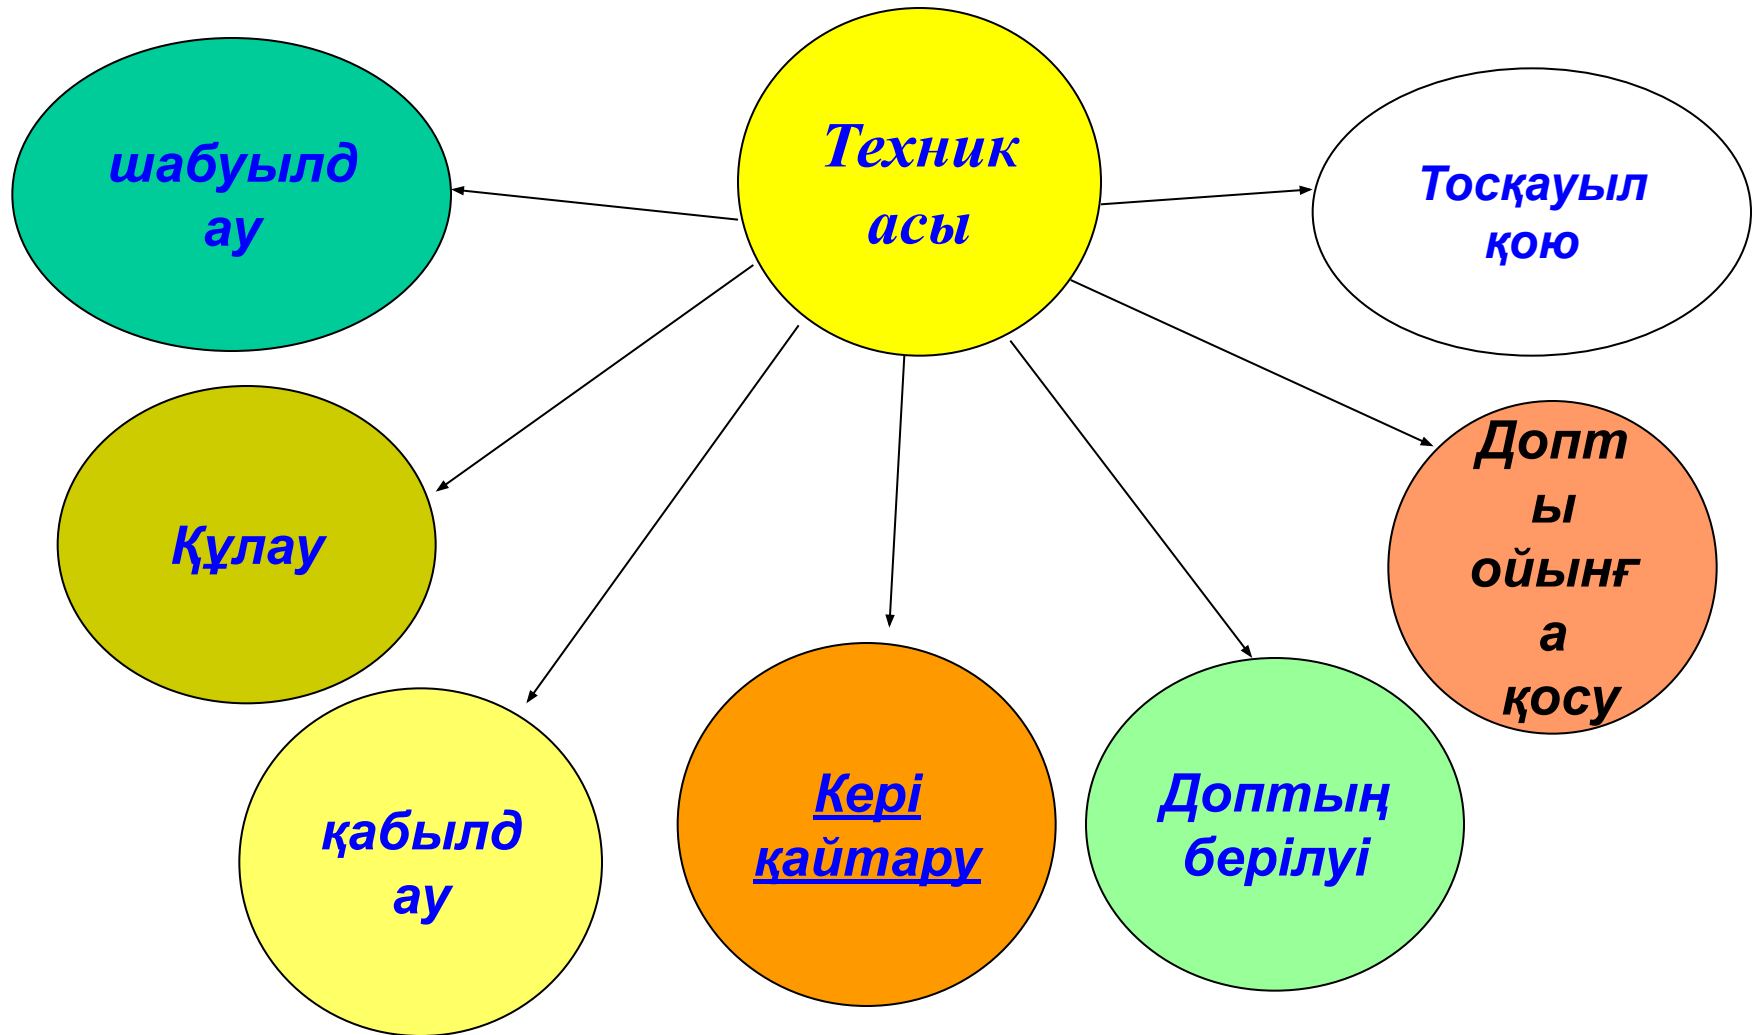 Техник
асы
шабуылд
ау
Тосқауыл
қою
Құлау
Допт
ы
ойынғ
а
қосу
қабылд
ау
Кері
қайтару
Доптың
берілуі